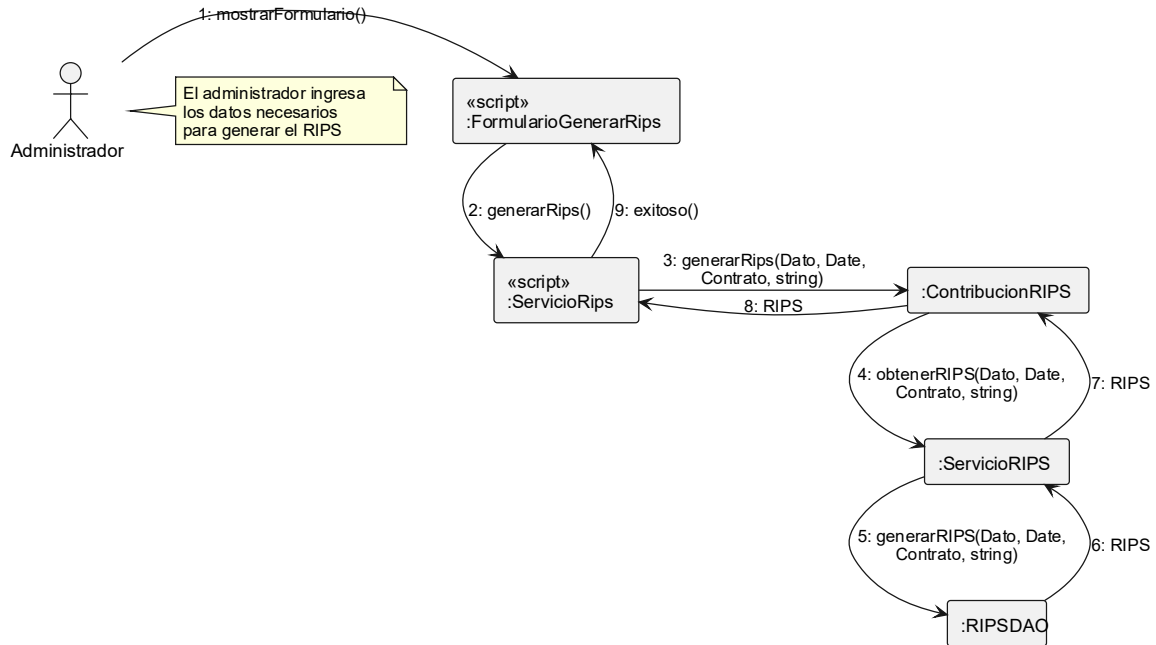 1: mostrarFormulario()
El administrador ingresa
los datos necesarios
para generar el RIPS
Administrador
«script»
:FormularioGenerarRips
2: generarRips()
9: exitoso()
«script»
:ServicioRips
3: generarRips(Dato, Date,
Contrato, string)
8: RIPS
:ContribucionRIPS
4: obtenerRIPS(Dato, Date,
Contrato, string)
7: RIPS
:ServicioRIPS
5: generarRIPS(Dato, Date,
Contrato, string)
6: RIPS
:RIPSDAO